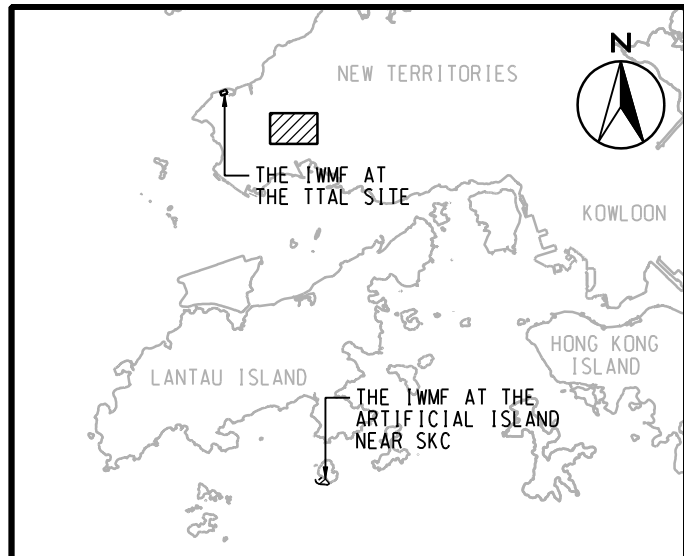 N
NEW TERRITORIES
THE IWMF AT
THE TTAL SITE
KOWLOON
HONG KONG
ISLAND
LANTAU ISLAND
THE IWMF AT THE
ARTIFICIAL ISLAND
NEAR SKC